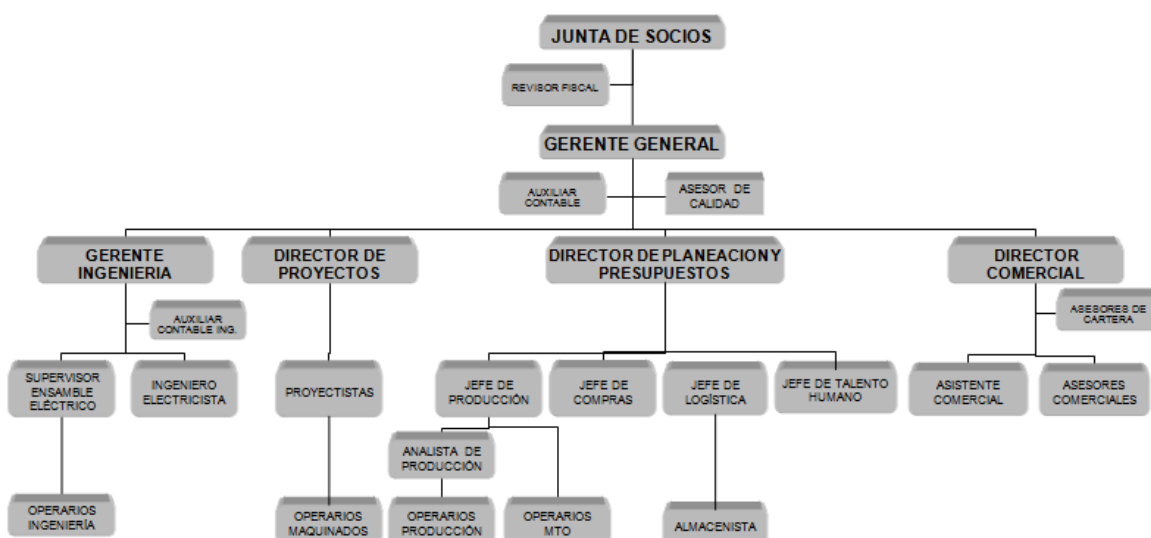 JUNTA DE SOCIOS
REVISOR FISCAL
GERENTE GENERAL
AUXILIAR
CONTABLE
ASESOR DE
CALIDAD
GERENTE
INGENIERIA
DIRECTOR DE
PROYECTOS
DIRECTOR DE PLANEACION Y
PRESUPUESTOS
DIRECTOR
COMERCIAL
AUXILIAR
CONTABLE ING.
ASESORES DE
CARTERA
SUPERVISOR
ENSAMBLE
ELÉCTRICO
INGENIERO
ELECTRICISTA
PROYECTISTAS
JEFE DE
PRODUCCIÓN
JEFE DE
COMPRAS
JEFE DE
LOGÍSTICA
JEFE DE TALENTO
HUMANO
ASISTENTE
COMERCIAL
ASESORES
COMERCIALES
ANALISTA DE
PRODUCCIÓN
OPERARIOS
INGENIERÍA
OPERARIOS
MAQUINADOS
OPERARIOS
PRODUCCIÓN
OPERARIOS
MTO
ALMACENISTA